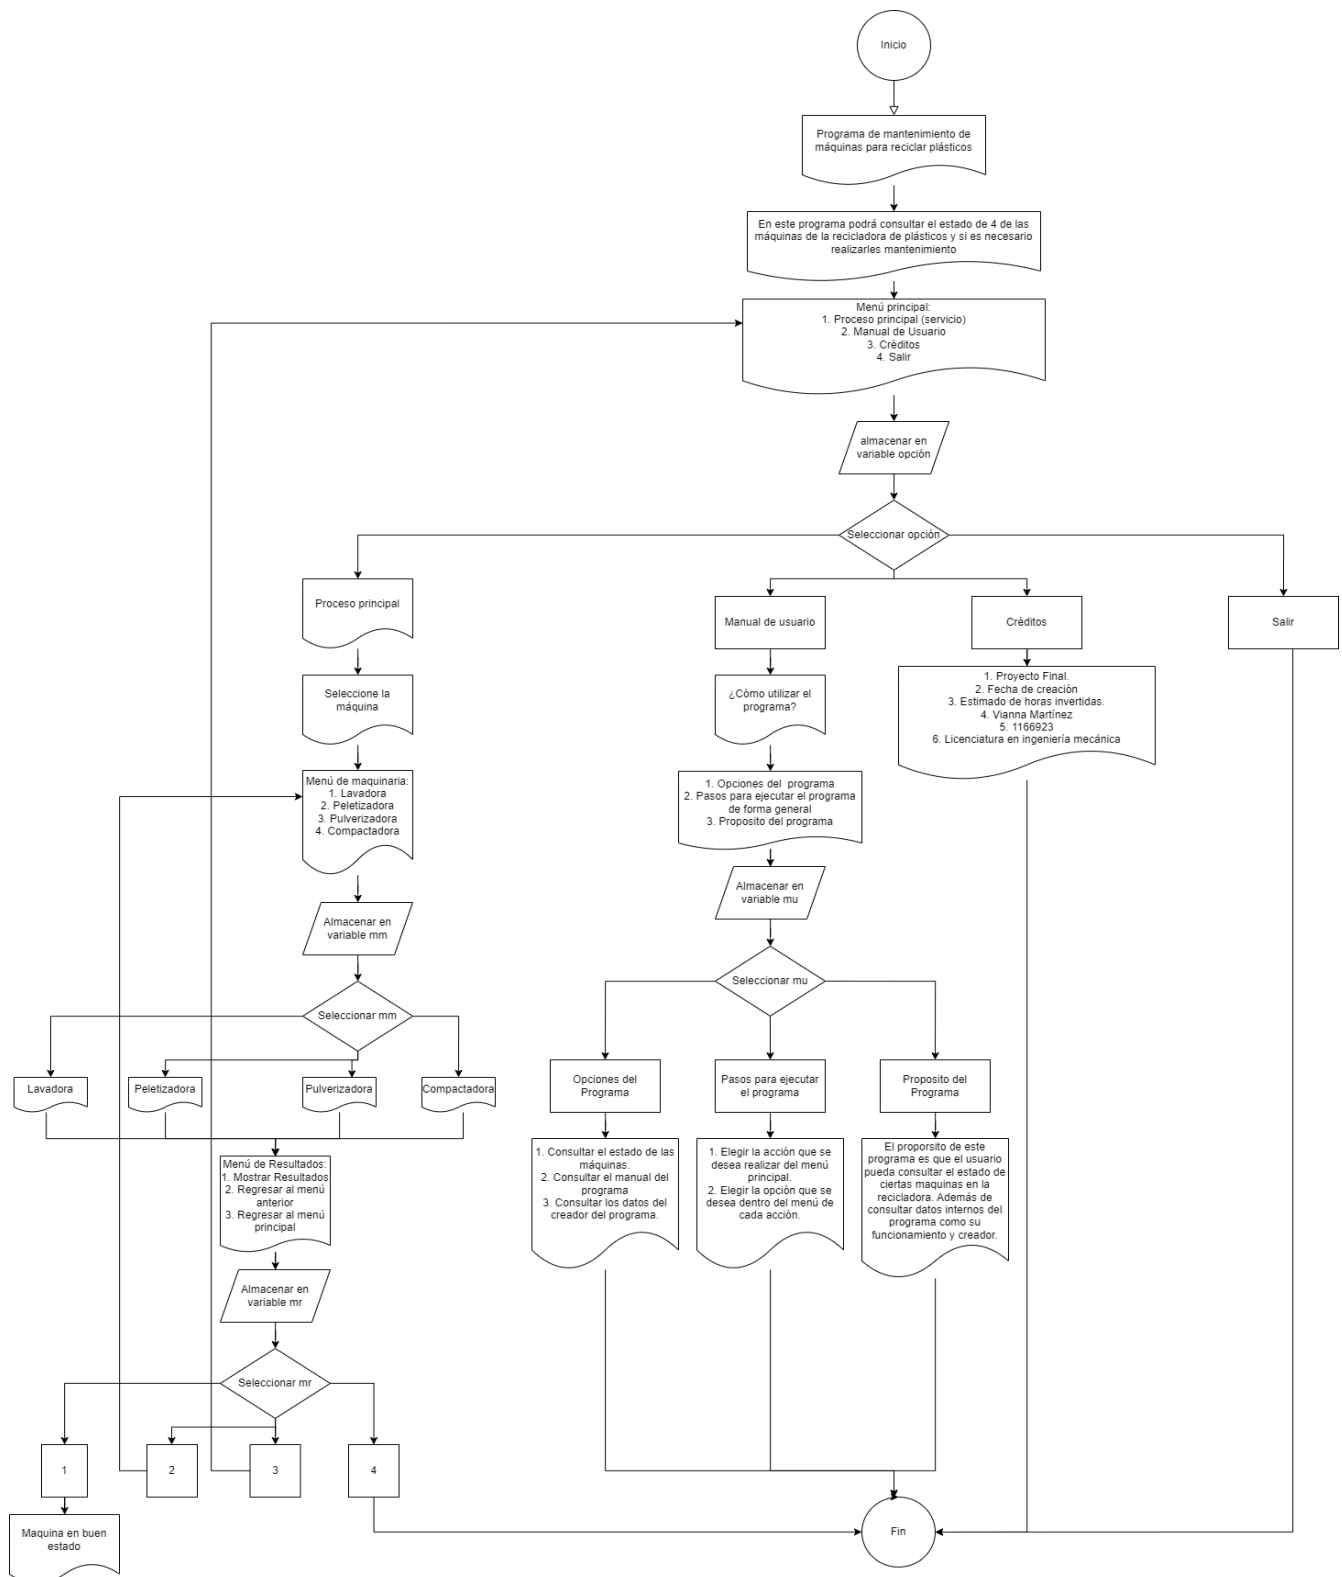 Inicio
Programa de mantenimiento de
máquinas para reciclar plásticos
En este programa podrá consultar el estado de 4 de las
máquinas de la recicladora de plásticos y si es necesario
realizarles mantenimiento
Menú principal:
1. Proceso principal (servicio)
2. Manual de Usuario
3. Créditos
4. Salir
almacenar en
variable opción
Seleccionar opción
Proceso principal
Manual de usuario
Créditos
Salir
Seleccione la
máquina
¿Cómo utilizar el
programa?
1. Proyecto Final.
2. Fecha de creación
3. Estimado de horas invertidas.
4. Vianna Martínez
5. 1166923
6. Licenciatura en ingeniería mecánica
Menú de maquinaria:
1. Lavadora
2. Peletizadora
3. Pulverizadora
4. Compactadora
1. Opciones del programa
2. Pasos para ejecutar el programa
de forma general
3. Proposito del programa
Almacenar en
variable mm
Almacenar en
variable mu
Seleccionar mm
Seleccionar mu
Lavadora
Peletizadora
Pulverizadora
Compactadora
Opciones del
Programa
Pasos para ejecutar
el programa
Proposito del
Programa
Menú de Resultados:
1. Mostrar Resultados
2. Regresar al menú
anterior
3. Regresar al menú
principal
1. Consultar el estado de las
máquinas.
2. Consultar el manual del
programa
3. Consultar los datos del
creador del programa.
1. Elegir la acción que se
desea realizar del menú
principal.
2. Elegir la opción que se
desea dentro del menú de
cada acción.
El proporsito de este
programa es que el usuario
pueda consultar el estado de
ciertas maquinas en la
recicladora. Además de
consultar datos internos del
programa como su
funcionamiento y creador.
Almacenar en
variable mr
Seleccionar mr
1
2
3
4
Maquina en buen
estado
Fin